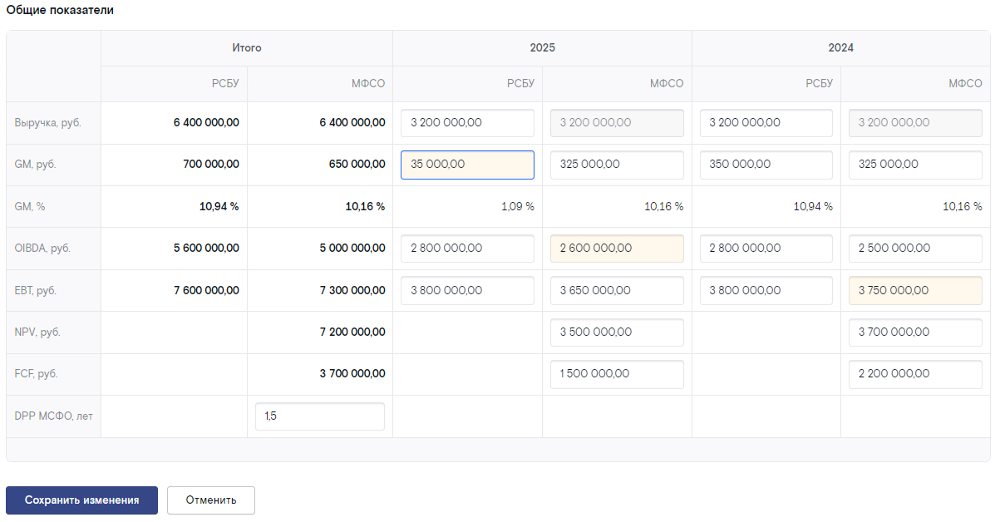 Общие показатели
Итого 2025 2024
РСБУ МФСО РСБУ МФСО РСБУ МФСО
Выручка, руб. 6 400 000,00 6 400 000,00 3 200 000,00 3 200 000,00 3 200 000,00 3 200 000,00
GM, руб. 700 000,00 650 000,00 35 000,00 325 000,00 350 000,00 325 000,00
GM, % 10,94 % 10,16 % 1,09 % 10,16 % 10,94 % 10,16 %
OIBDA, руб. 5 600 000,00 5 000 000,00 2 800 000,00 2 600 000,00 2 800 000,00 2 500 000,00
EBT, руб. 7 600 000,00 7 300 000,00 3 800 000,00 3 650 000,00 3 800 000,00 3 750 000,00
NPV, руб. 7 200 000,00 3 500 000,00 3 700 000,00
FCF, руб. 3 700 000,00 1 500 000,00 2 200 000,00
DPP МСФО, лет 1,5
Сохранить изменения Отменить